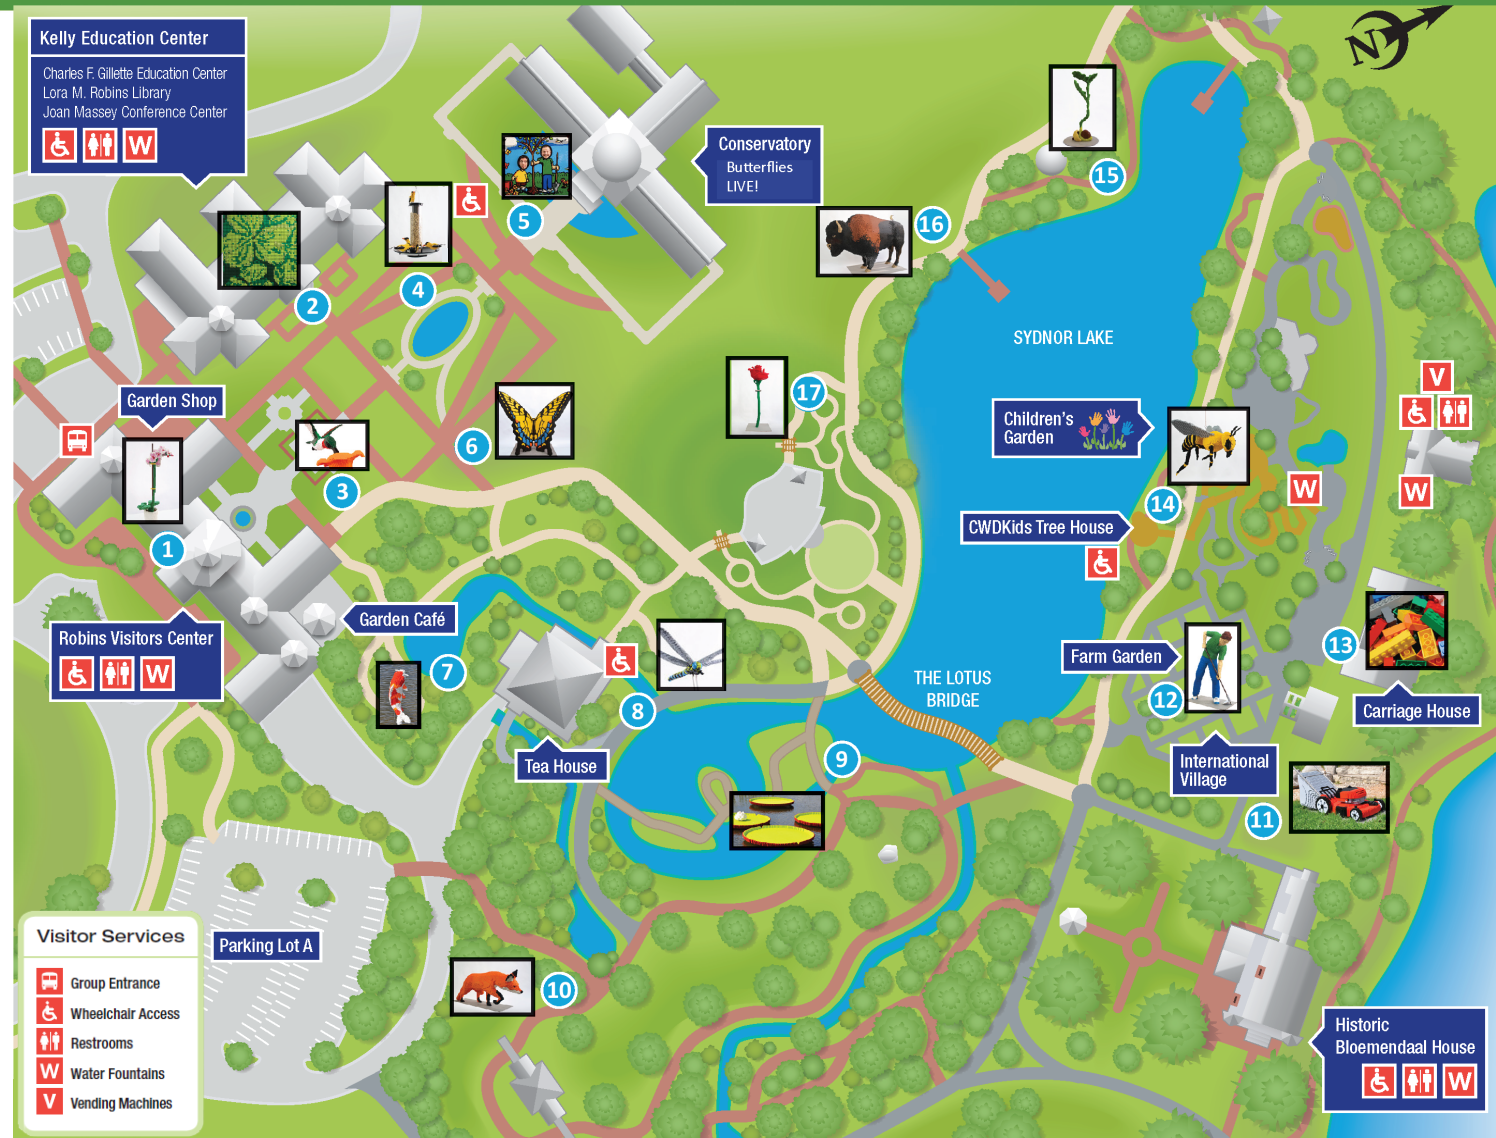 Kelly Education Center
Charles F. Gillette Education Center
Lora M. Robins Library
Joan Massey Conference Center
W
N
Conservatory
Butterflies
LIVE!
15
16
5
4
2
SYDNOR LAKE
Garden Shop
17
V
Children's
Garden
6
3
W
W
14
CWDKids Tree House
1
Garden Café
Robins Visitors Center
W
7
8
Farm Garden
13
THE LOTUS
BRIDGE
12
Carriage House
Tea House
9
International
Village
11
Parking Lot A
10
Visitor Services
Group Entrance
Wheelchair Access
Restrooms
W Water Fountains
V Vending Machines
Historic
Bloemendaal House
W